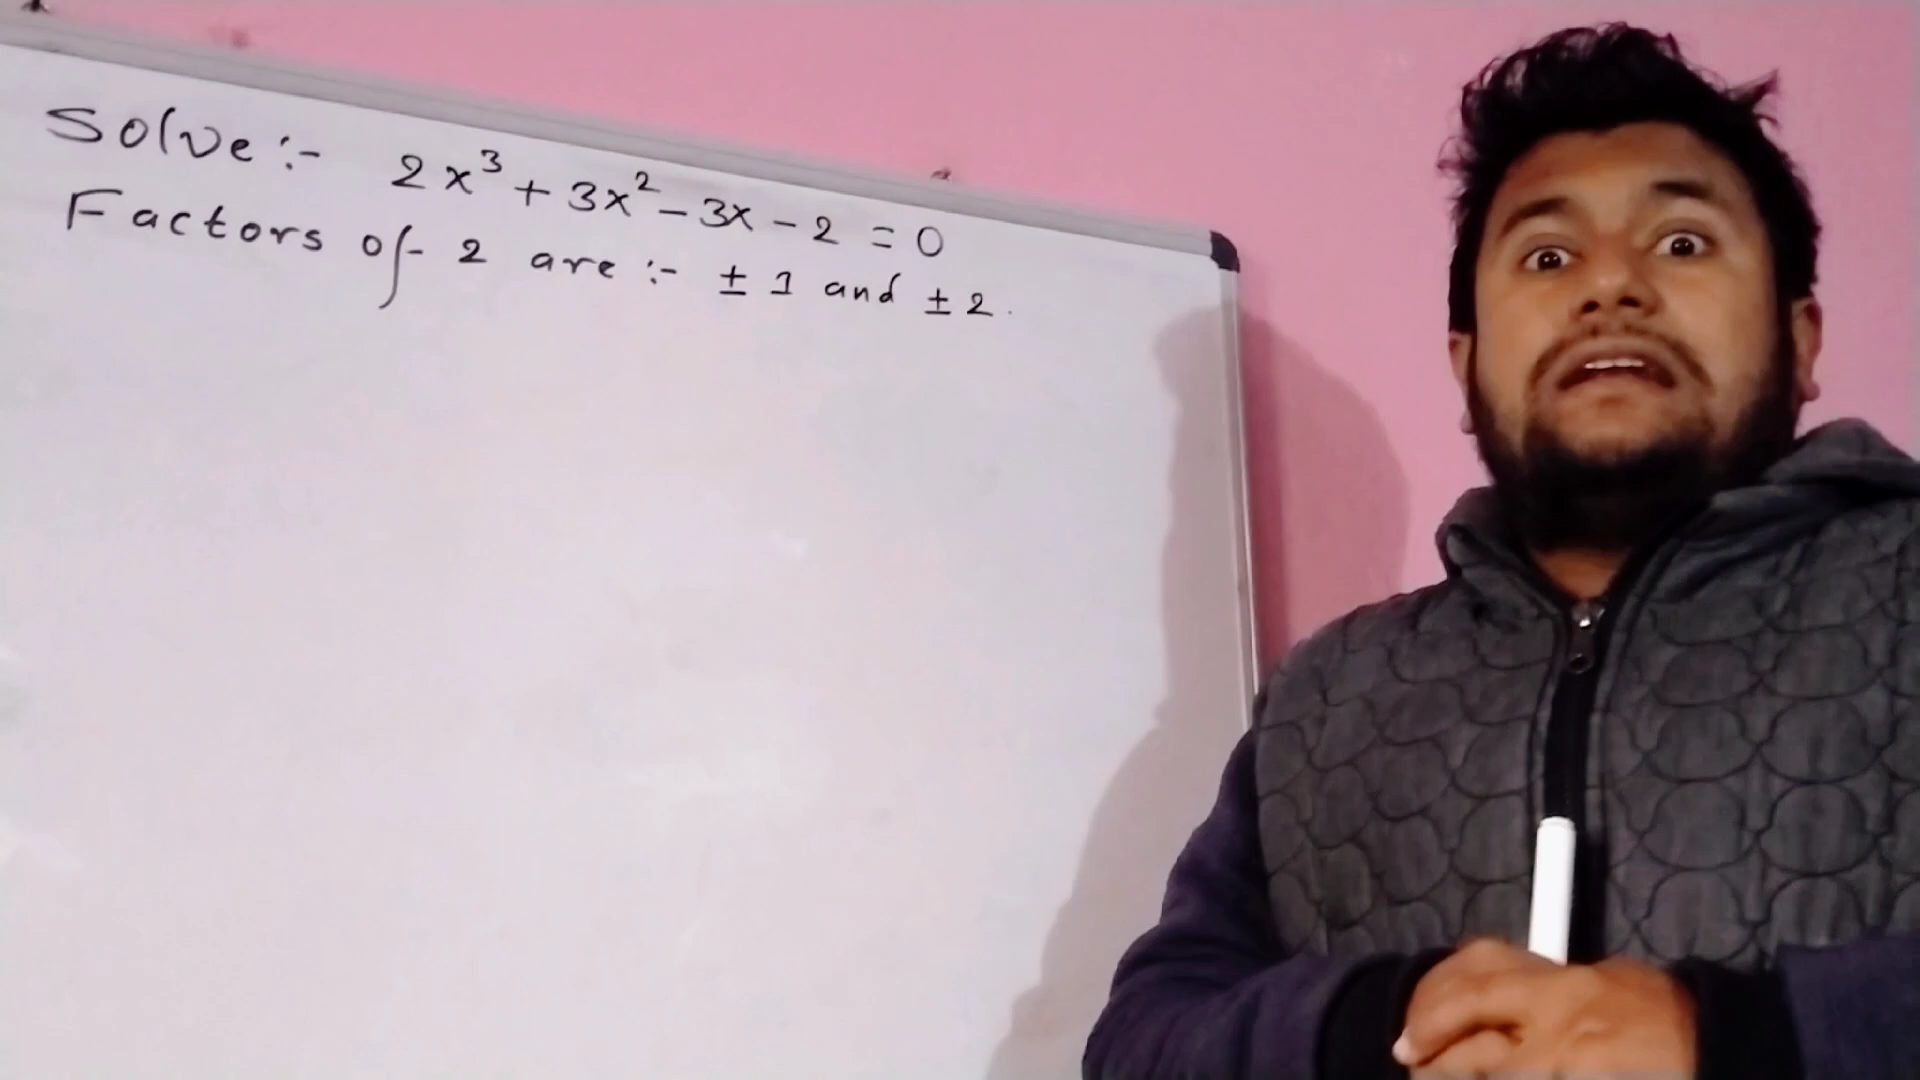 Solve :- 2x³ + 3x² - 3x - 2 = 0
Factors of 2 are :- ± 1 and ± 2.